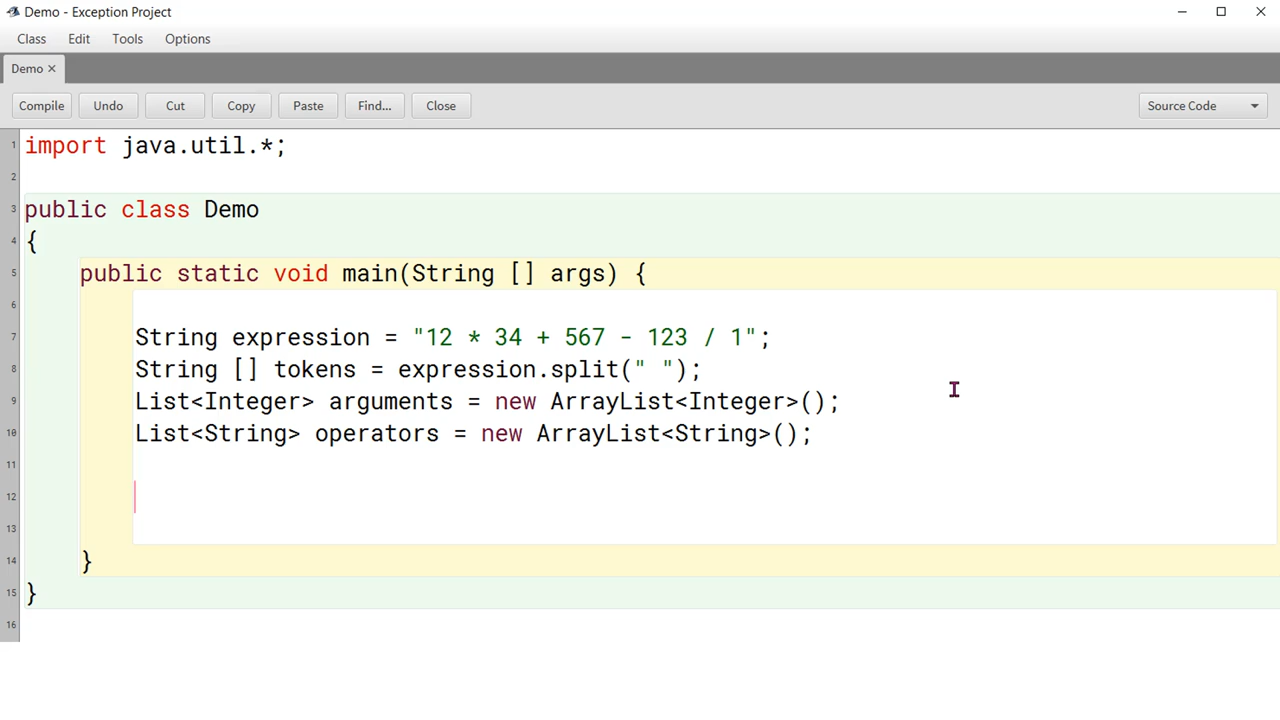 Demo - Exception Project
Class Edit Tools Options
Demo ×
Compile Undo Cut Copy Paste Find... Close Source Code
1 import java.util.*;
2
3 public class Demo
4 {
5 public static void main(String [] args) {
6
7 String expression = "12 * 34 + 567 - 123 / 1";
8 String [] tokens = expression.split(" ");
9 List<Integer> arguments = new ArrayList<Integer>();
10 List<String> operators = new ArrayList<String>();
11
12
13
14 }
15 }
16